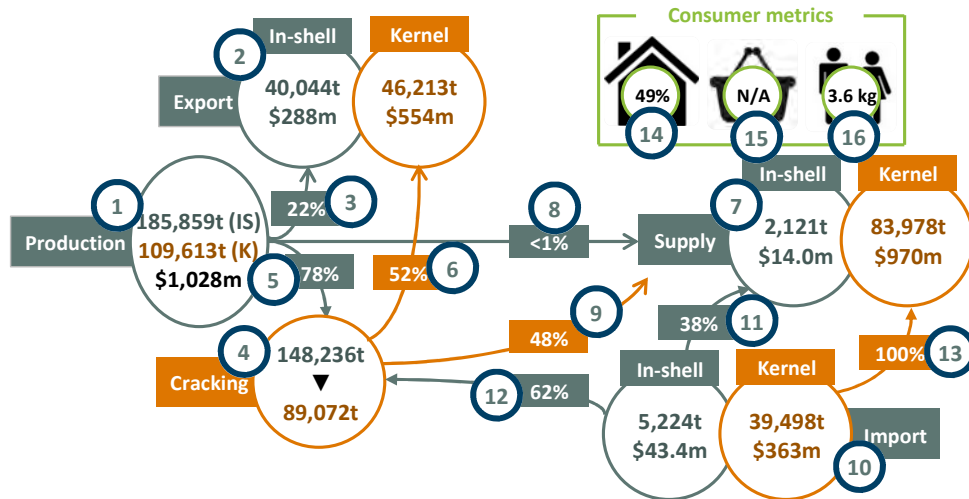 Consumer metrics
49%
N/A
3.6 kg
14
15
16
2
In-shell
Kernel
Export
40,044t
$288m
46,213t
$554m
1
Production
185,859t (IS)
109,613t (K)
$1,028m
22%
3
5
78%
52%
6
8
<1%
Supply
7
In-shell
Kernel
2,121t
$14.0m
83,978t
$970m
4
Cracking
148,236t
▼
89,072t
48%
9
38%
11
12
62%
100%
13
In-shell
Kernel
5,224t
$43.4m
39,498t
$363m
Import
10